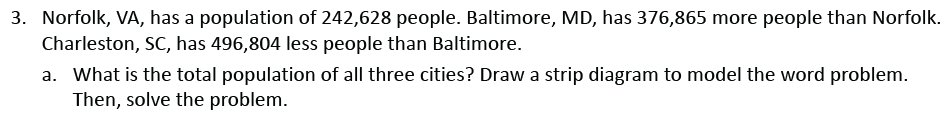 3. Norfolk, VA, has a population of 242,628 people. Baltimore, MD, has 376,865 more people than Norfolk.
Charleston, SC, has 496,804 less people than Baltimore.
a. What is the total population of all three cities? Draw a strip diagram to model the word problem.
Then, solve the problem.